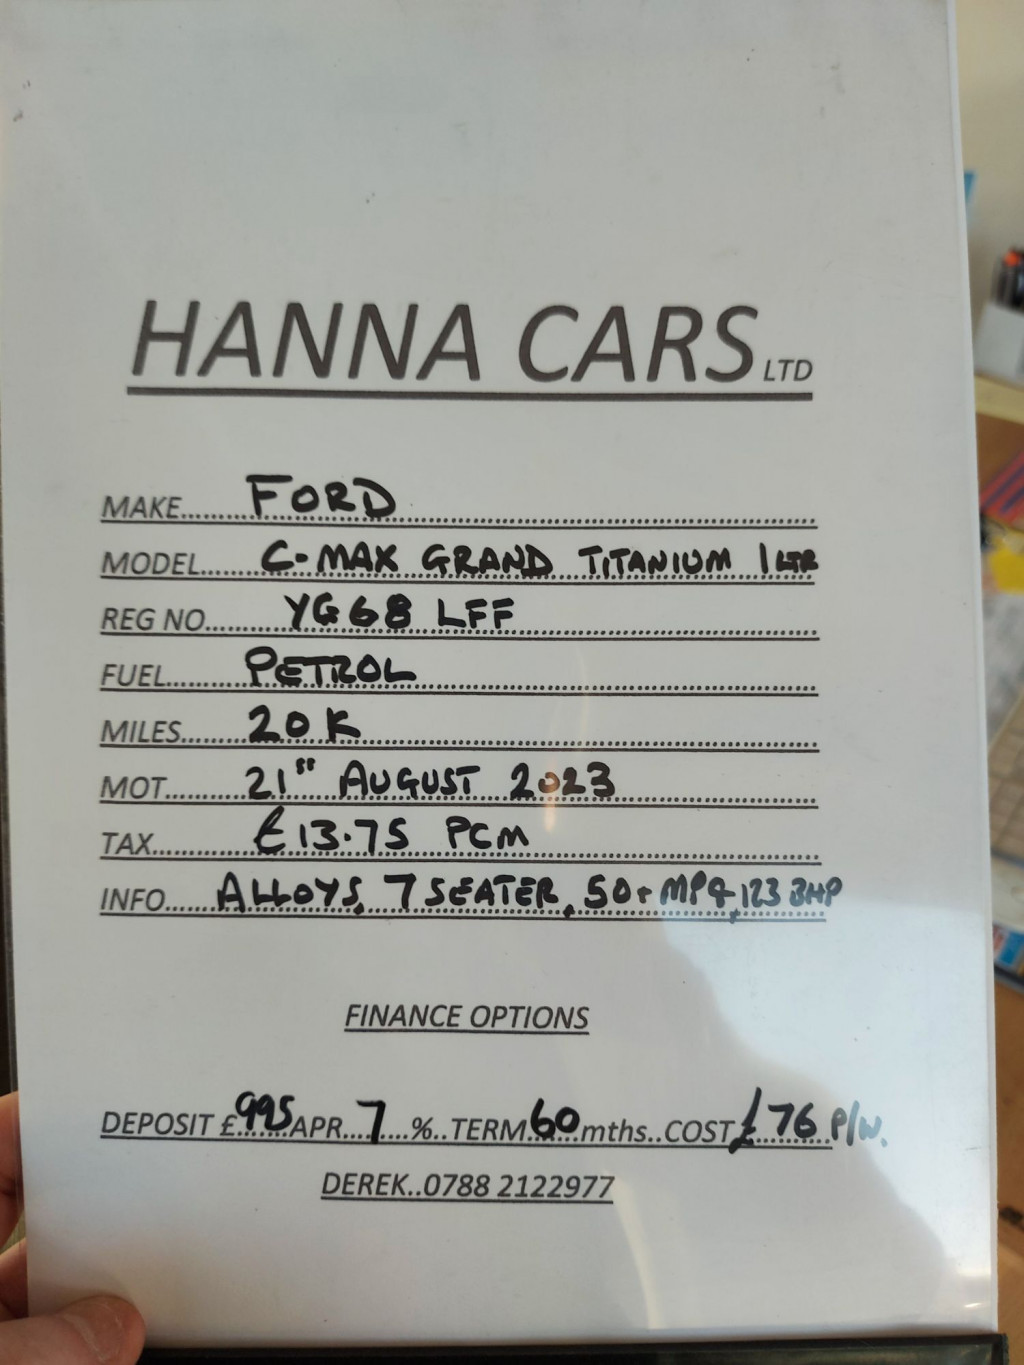 HANNA CARS LTD
MAKE.......FORD
MODEL......C-MAX GRAND TITANIUM 1 LTR
REG NO.......YG68 LFF
FUEL.......PETROL
MILES.......20K
MOT.......21ST AUGUST 2023
TAX.......£13.75 PCM
INFO......ALLOYS, 7 SEATER, 50+ MPG, 123 BHP
FINANCE OPTIONS
DEPOSIT £995 APR...7....%..TERM 60 mths..COST £76 P/W.
DEREK..0788 2122977